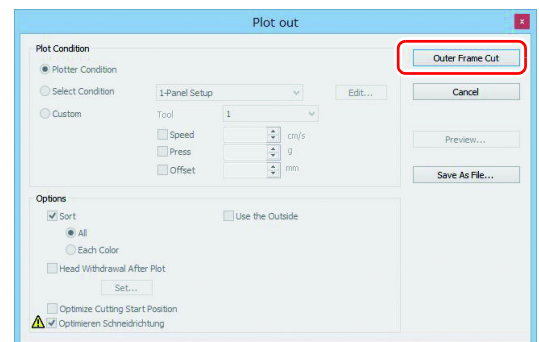 Plot out
x
Plot Condition
Plotter Condition
Outer Frame Cut
Select Condition
1-Panel Setup
Edit...
Cancel
Custom
Tool
1
Speed
cm/s
Press
g
Preview...
Offset
mm
Save As File...
Options
Sort
Use the Outside
All
Each Color
Head Withdrawal After Plot
Set...
Optimize Cutting Start Position
Optimieren Schneidrichtung